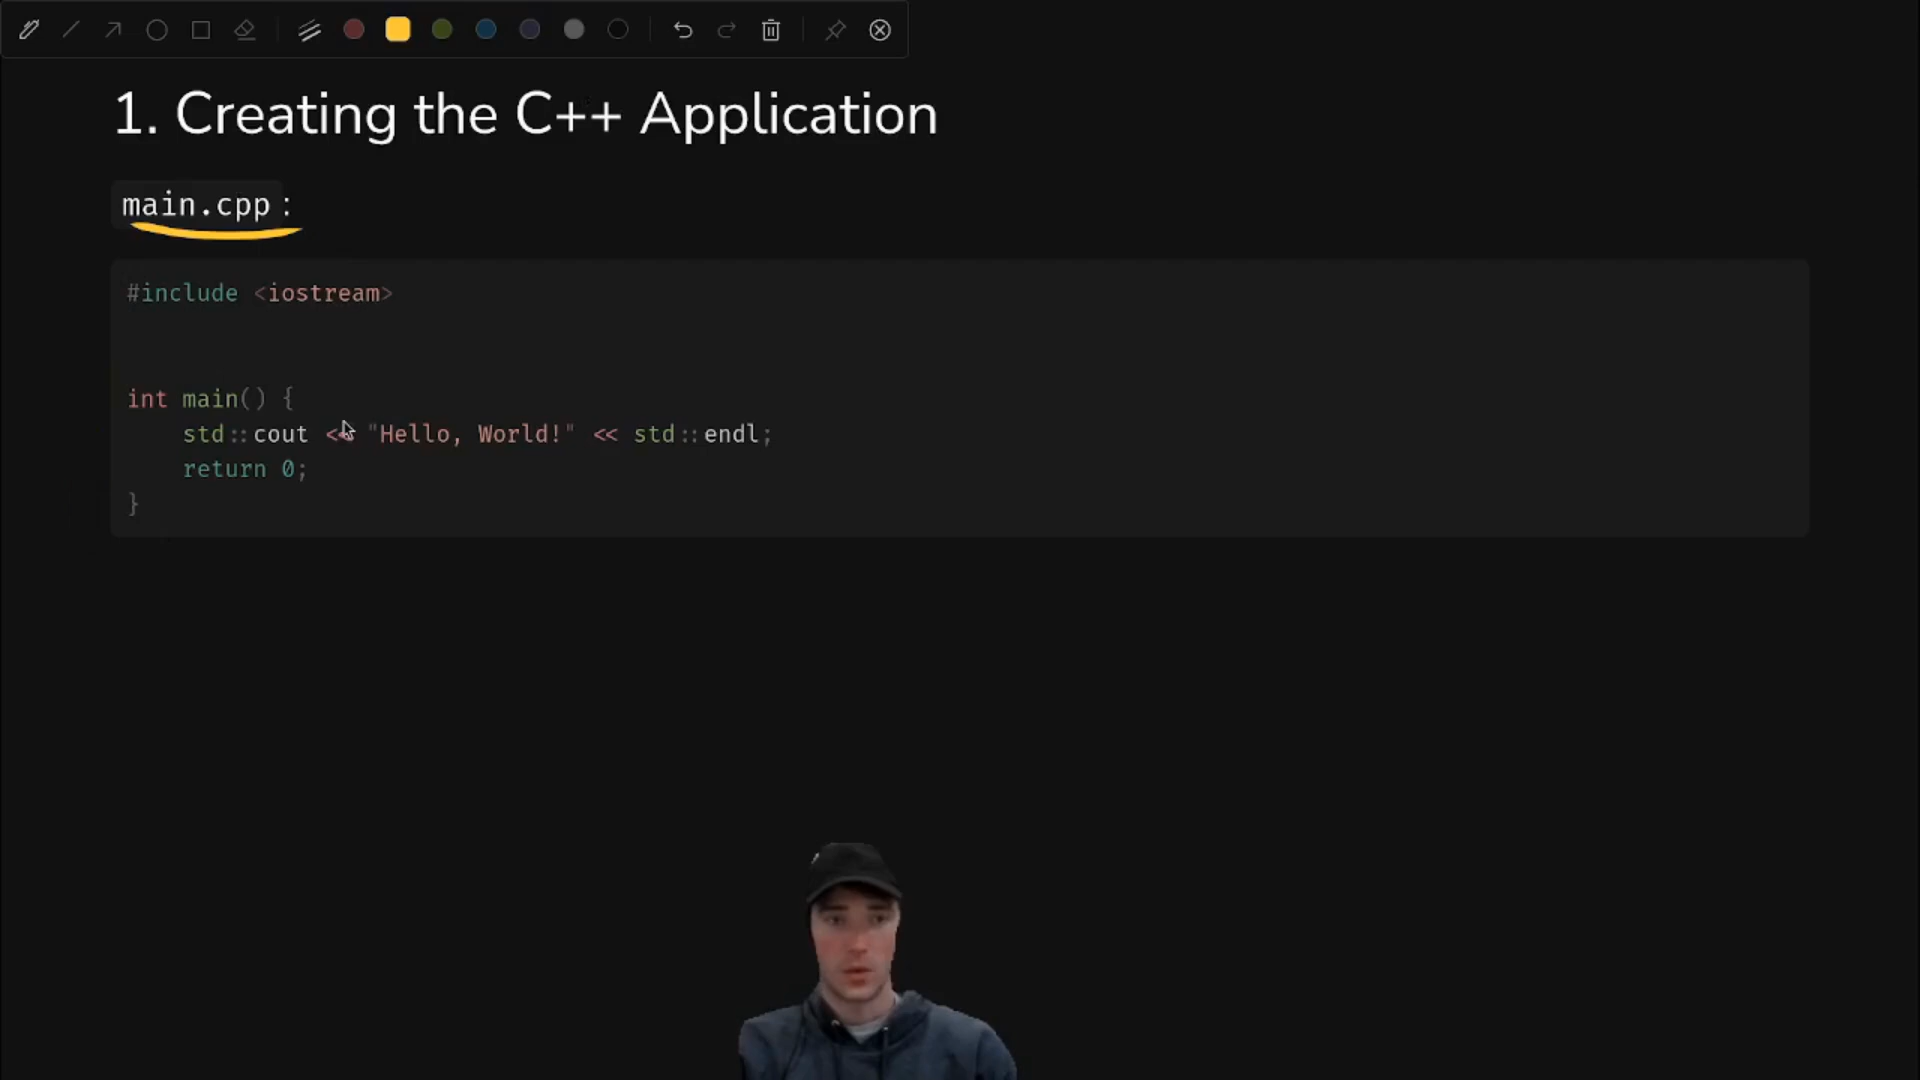 1. Creating the C++ Application
main.cpp:
#include <iostream>
int main() {
    std::cout << "Hello, World!" << std::endl;
    return 0;
}